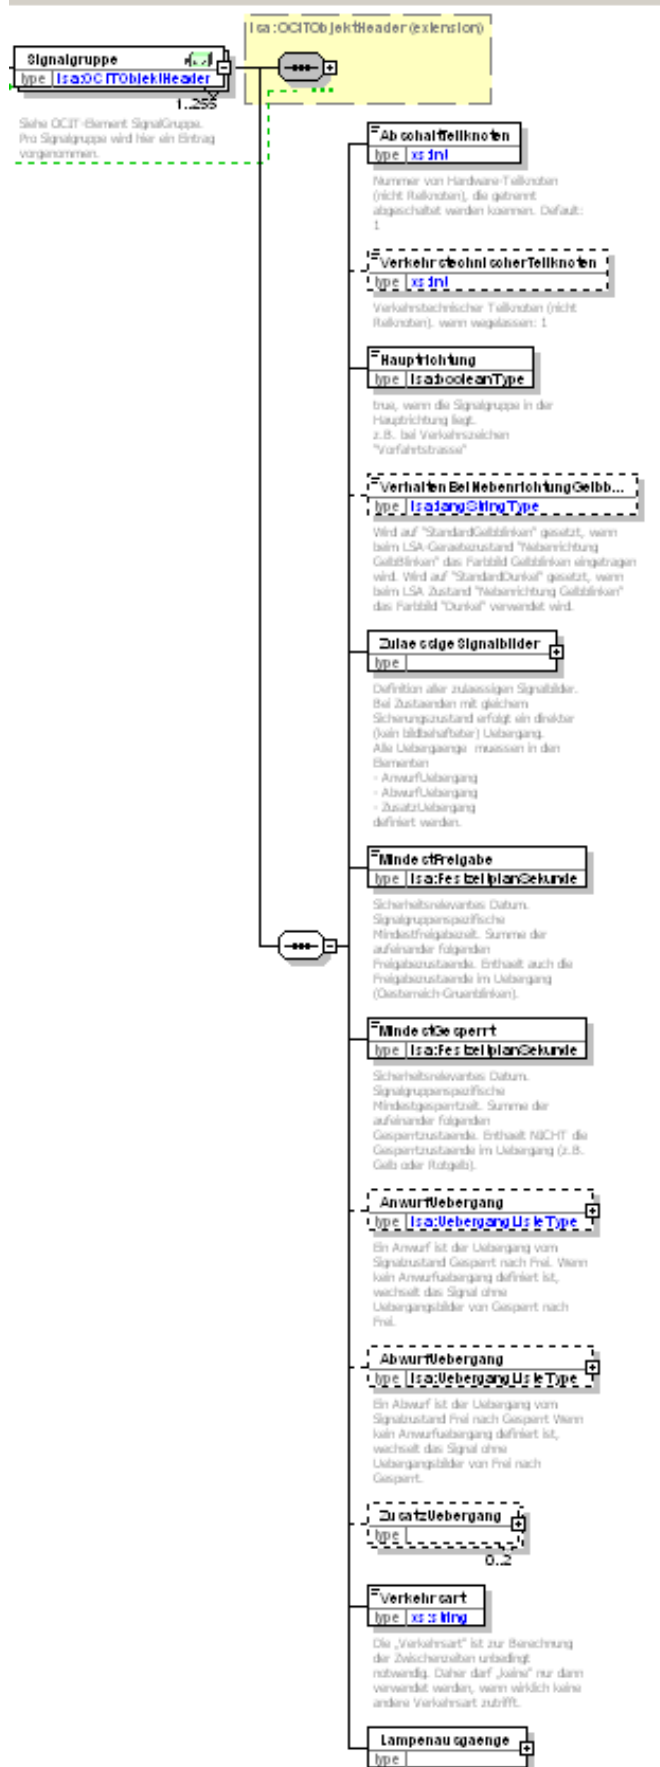 lsa:OCITObjektHeader (extension)
Signalgruppe
type lsa:OCITObjektHeader
1..255
Siehe OCIT-Element SignalGruppe.
Pro Signalgruppe wird hier ein Eintrag
vorgenommen.
AbschaltTeilknoten
type xs:int
Nummer von Hardware-Teilknoten
(nicht Relknoten), die getrennt
abgeschaltet werden koennen. Default:
1
VerkehrstechnischerTeilknoten
type xs:int
Verkehrstechnischer Teilknoten (nicht
Relknoten). wenn weggelassen: 1
Hauptrichtung
type lsa:booleanType
true, wenn die Signalgruppe in der
Hauptrichtung liegt.
z.B. bei Verkehrszeichen
"Vorfahrtstrasse"
VerhaltenBeiNebenrichtungGelbb...
type lsa:langStringType
Wird auf "StandardGelbblinken" gesetzt, wenn
beim LSA-Geraetezustand "Nebenrichtung
GelbBlinken" das Farbbild Gelbblinken eingetragen
wird. Wird auf "StandardDunkel" gesetzt, wenn
beim LSA Zustand "Nebenrichtung Gelbblinken"
das Farbbild "Dunkel" verwendet wird.
ZulaessigeSignalbilder
type
Definition aller zulaessigen Signalbilder.
Bei Zustaenden mit gleichem
Sicherungszustand erfolgt ein direkter
(kein bildbehafteter) Uebergang.
Alle Uebergaenge muessen in den
Elementen
- AnwurfUebergang
- AbwurfUebergang
- ZusatzUebergang
definiert werden.
MindestFreigabe
type lsa:FestzeitplanSekunde
Sicherheitsrelevantes Datum.
Signalgruppenspezifische
Mindestfreigabezeit. Summe der
aufeinander folgenden
Freigabezustaende. Enthaelt auch die
Freigabezustaende im Uebergang
(Oesterreich-Gruenblinken).
MindestGesperrt
type lsa:FestzeitplanSekunde
Sicherheitsrelevantes Datum.
Signalgruppenspezifische
Mindestgesperrtzeit. Summe der
aufeinander folgenden
Gesperrtzustaende. Enthaelt NICHT die
Gesperrtzustaende im Uebergang (z.B.
Gelb oder Rotgelb).
AnwurfUebergang
type lsa:UebergangListeType
Ein Anwurf ist der Uebergang vom
Signalzustand Gesperrt nach Frei. Wenn
kein Anwurfuebergang definiert ist,
wechselt das Signal ohne
Uebergangsbilder von Gesperrt nach
Frei.
AbwurfUebergang
type lsa:UebergangListeType
Ein Abwurf ist der Uebergang vom
Signalzustand Frei nach Gesperrt Wenn
kein Anwurfuebergang definiert ist,
wechselt das Signal ohne
Uebergangsbilder von Frei nach
Gesperrt.
ZusatzUebergang
type
0..2
Verkehrsart
type xs:string
Die „Verkehrsart" ist zur Berechnung
der Zwischenzeiten unbedingt
notwendig. Daher darf „keine" nur dann
verwendet werden, wenn wirklich keine
andere Verkehrsart zutrifft.
Lampenausgaenge
type